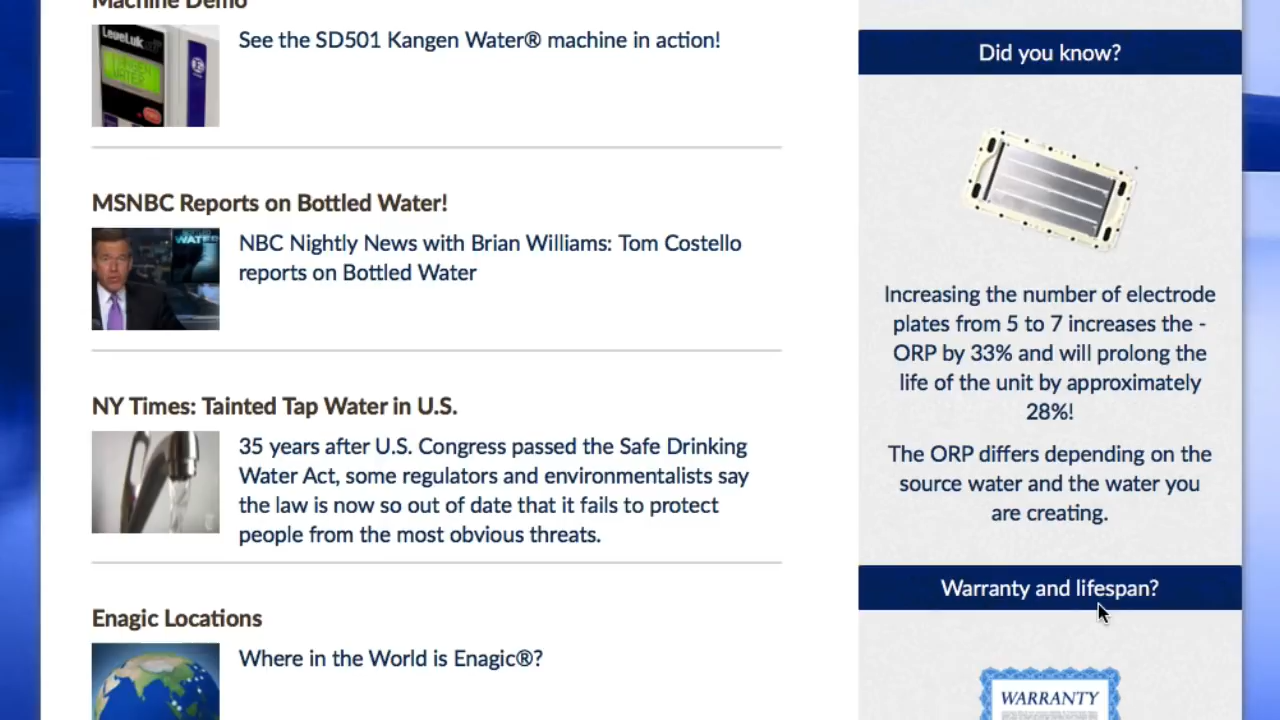 Machine Demo
See the SD501 Kangen Water® machine in action!
MSNBC Reports on Bottled Water!
WATER
NBC Nightly News with Brian Williams: Tom Costello
reports on Bottled Water
NY Times: Tainted Tap Water in U.S.
35 years after U.S. Congress passed the Safe Drinking
Water Act, some regulators and environmentalists say
the law is now so out of date that it fails to protect
people from the most obvious threats.
Enagic Locations
Where in the World is Enagic®?
Did you know?
Increasing the number of electrode
plates from 5 to 7 increases the -
ORP by 33% and will prolong the
life of the unit by approximately
28%!
The ORP differs depending on the
source water and the water you
are creating.
Warranty and lifespan?
WARRANTY